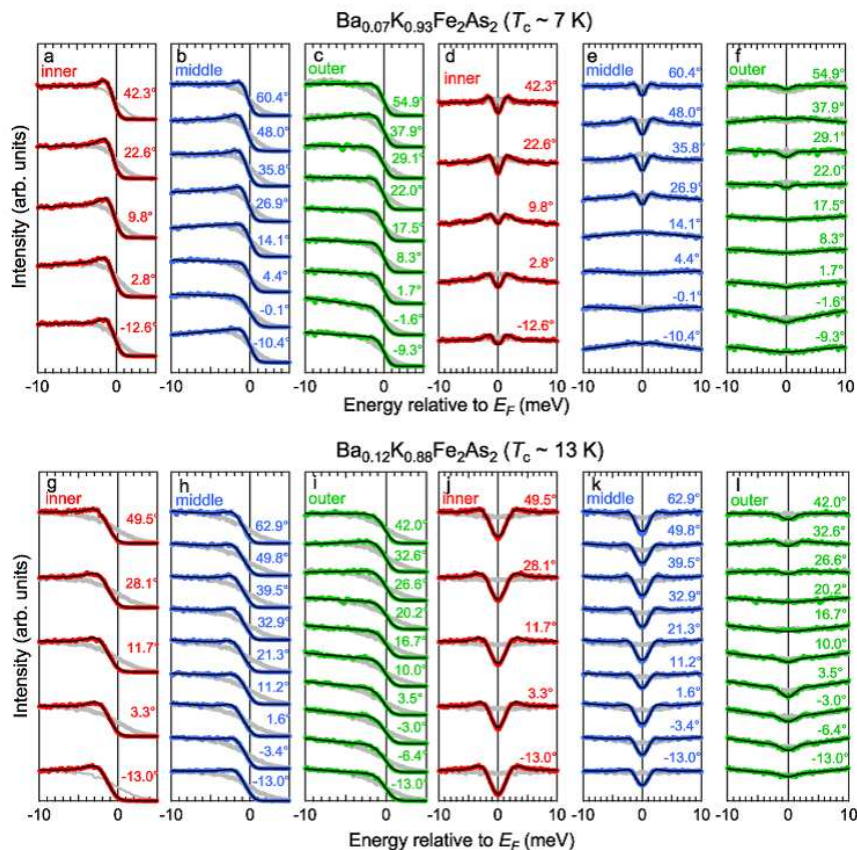 Ba0.07K0.93Fe2As2 (Tc ~ 7 K)
a
inner
42.3°
22.6°
9.8°
2.8°
-12.6°
b
middle
60.4°
48.0°
35.8°
26.9°
14.1°
4.4°
-0.1°
-10.4°
c
outer
54.9°
37.9°
29.1°
22.0°
17.5°
8.3°
1.7°
-1.6°
-9.3°
d
inner
42.3°
22.6°
9.8°
2.8°
-12.6°
e
middle
60.4°
48.0°
35.8°
26.9°
14.1°
4.4°
-0.1°
-10.4°
f
outer
54.9°
37.9°
29.1°
22.0°
17.5°
8.3°
1.7°
-1.6°
-9.3°
Intensity (arb. units)
-10 0 -10 0 -10 0 -10 0 10 -10 0 10 -10 0 10
Energy relative to EF (meV)
Ba0.12K0.88Fe2As2 (Tc ~ 13 K)
g
inner
49.5°
28.1°
11.7°
3.3°
-13.0°
h
middle
62.9°
49.8°
39.5°
32.9°
21.3°
11.2°
1.6°
-3.4°
-13.0°
i
outer
42.0°
32.6°
26.6°
20.2°
16.7°
10.0°
3.5°
-3.0°
-6.4°
-13.0°
j
inner
49.5°
28.1°
11.7°
3.3°
-13.0°
k
middle
62.9°
49.8°
39.5°
32.9°
21.3°
11.2°
1.6°
-3.4°
-13.0°
l
outer
42.0°
32.6°
26.6°
20.2°
16.7°
10.0°
3.5°
-3.0°
-6.4°
-13.0°
Intensity (arb. units)
-10 0 -10 0 -10 0 -10 0 10 -10 0 10 -10 0 10
Energy relative to EF (meV)